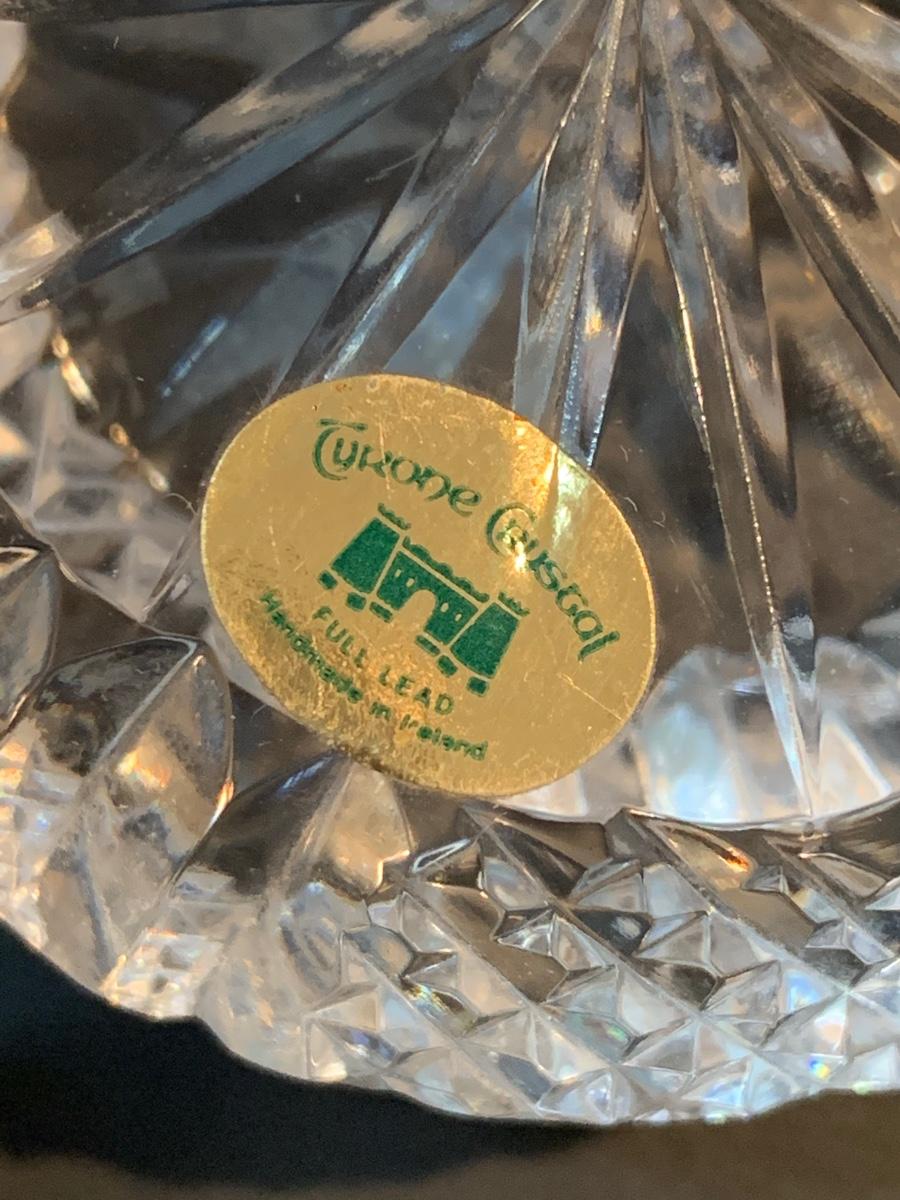 Tyrone Crystal
FULL LEAD
Handmade in Ireland